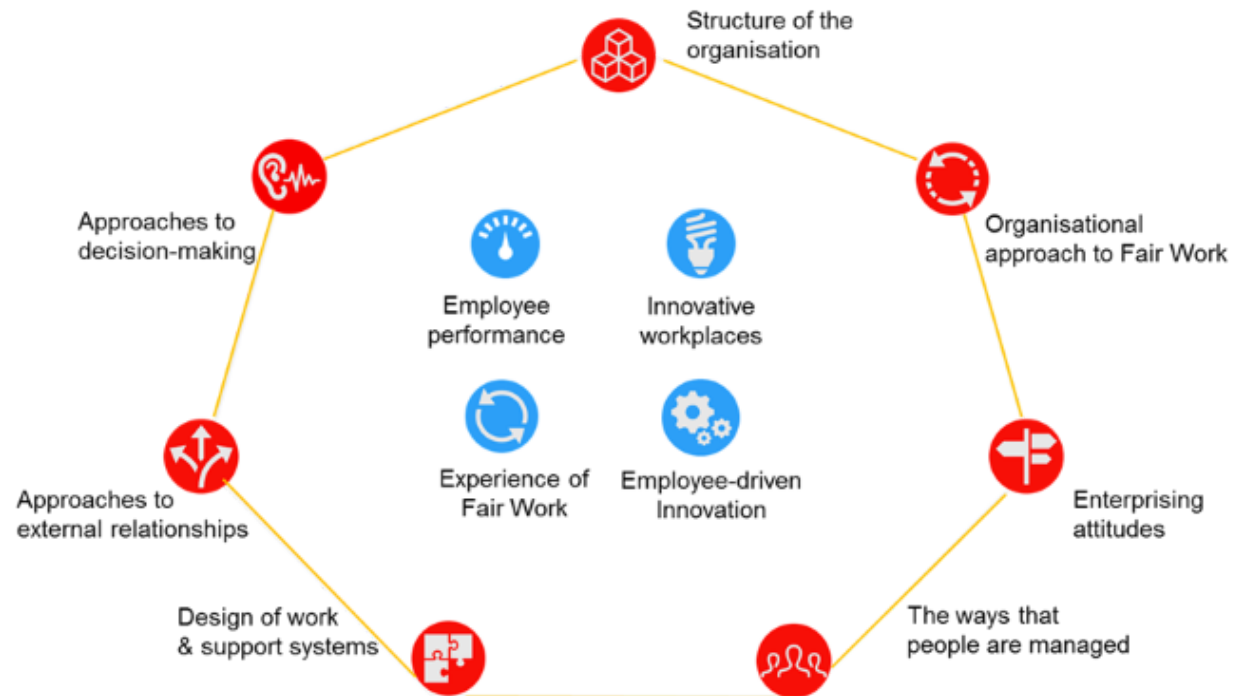 Structure of the
organisation
Approaches to
decision-making
Organisational
approach to Fair Work
Employee
performance
Innovative
workplaces
Experience of
Fair Work
Employee-driven
Innovation
Approaches to
external relationships
Enterprising
attitudes
Design of work
& support systems
The ways that
people are managed